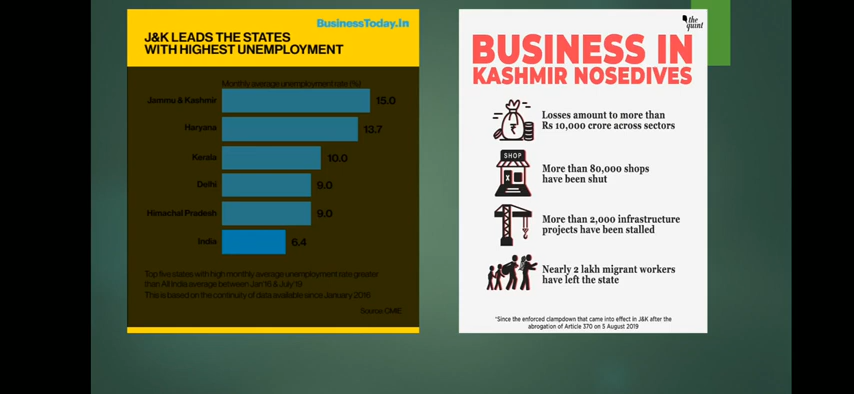 BusinessToday.In
J&K LEADS THE STATES
WITH HIGHEST UNEMPLOYMENT
Monthly average unemployment rate (%)
Jammu & Kashmir 15.0
Haryana 13.7
Kerala 10.0
Delhi 9.0
Himachal Pradesh 9.0
India 6.4
Top five states with high monthly average unemployment rate greater
than All India average between Jan'16 & July'19
This is based on the continuity of data available since January 2016
Source: CMIE
the
quint
BUSINESS IN
KASHMIR NOSEDIVES
₹
Losses amount to more than
Rs 10,000 crore across sectors
SHOP
More than 80,000 shops
have been shut
More than 2,000 infrastructure
projects have been stalled
Nearly 2 lakh migrant workers
have left the state
*Since the enforced clampdown that came into effect in J&K after the
abrogation of Article 370 on 5 August 2019